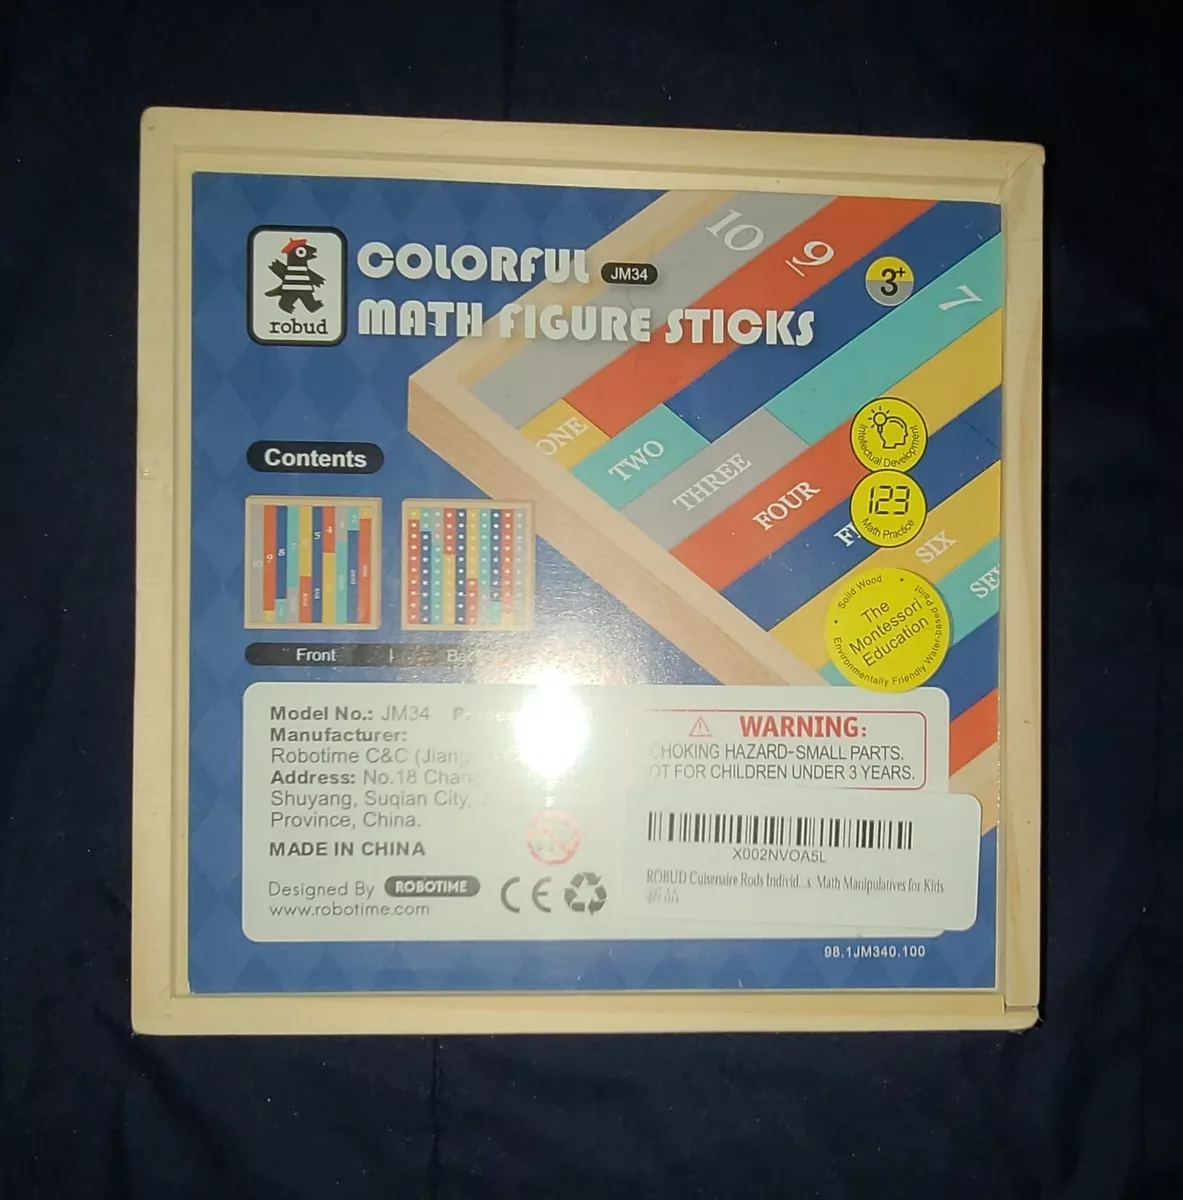 COLORFUL JM34
MATH FIGURE STICKS
robud
3+
10
9
7
ONE
TWO
THREE
FOUR
SIX
Intellectual Development
123
Math Practice
Solid Wood
The
Montessori
Education
Environmentally Friendly Water-based Paint
Contents
Front
Model No.: JM34
Manufacturer:
Robotime C&C
Address: No.18
Shuyang, Suqian City,
Province, China.
MADE IN CHINA
Designed By ROBOTIME
www.robotime.com
CE
WARNING:
CHOKING HAZARD-SMALL PARTS.
OT FOR CHILDREN UNDER 3 YEARS.
X002NVOA5L
ROBUD Cuisenaire Rods Individ...s, Math Manipulatives for Kids
98.1JM340.100